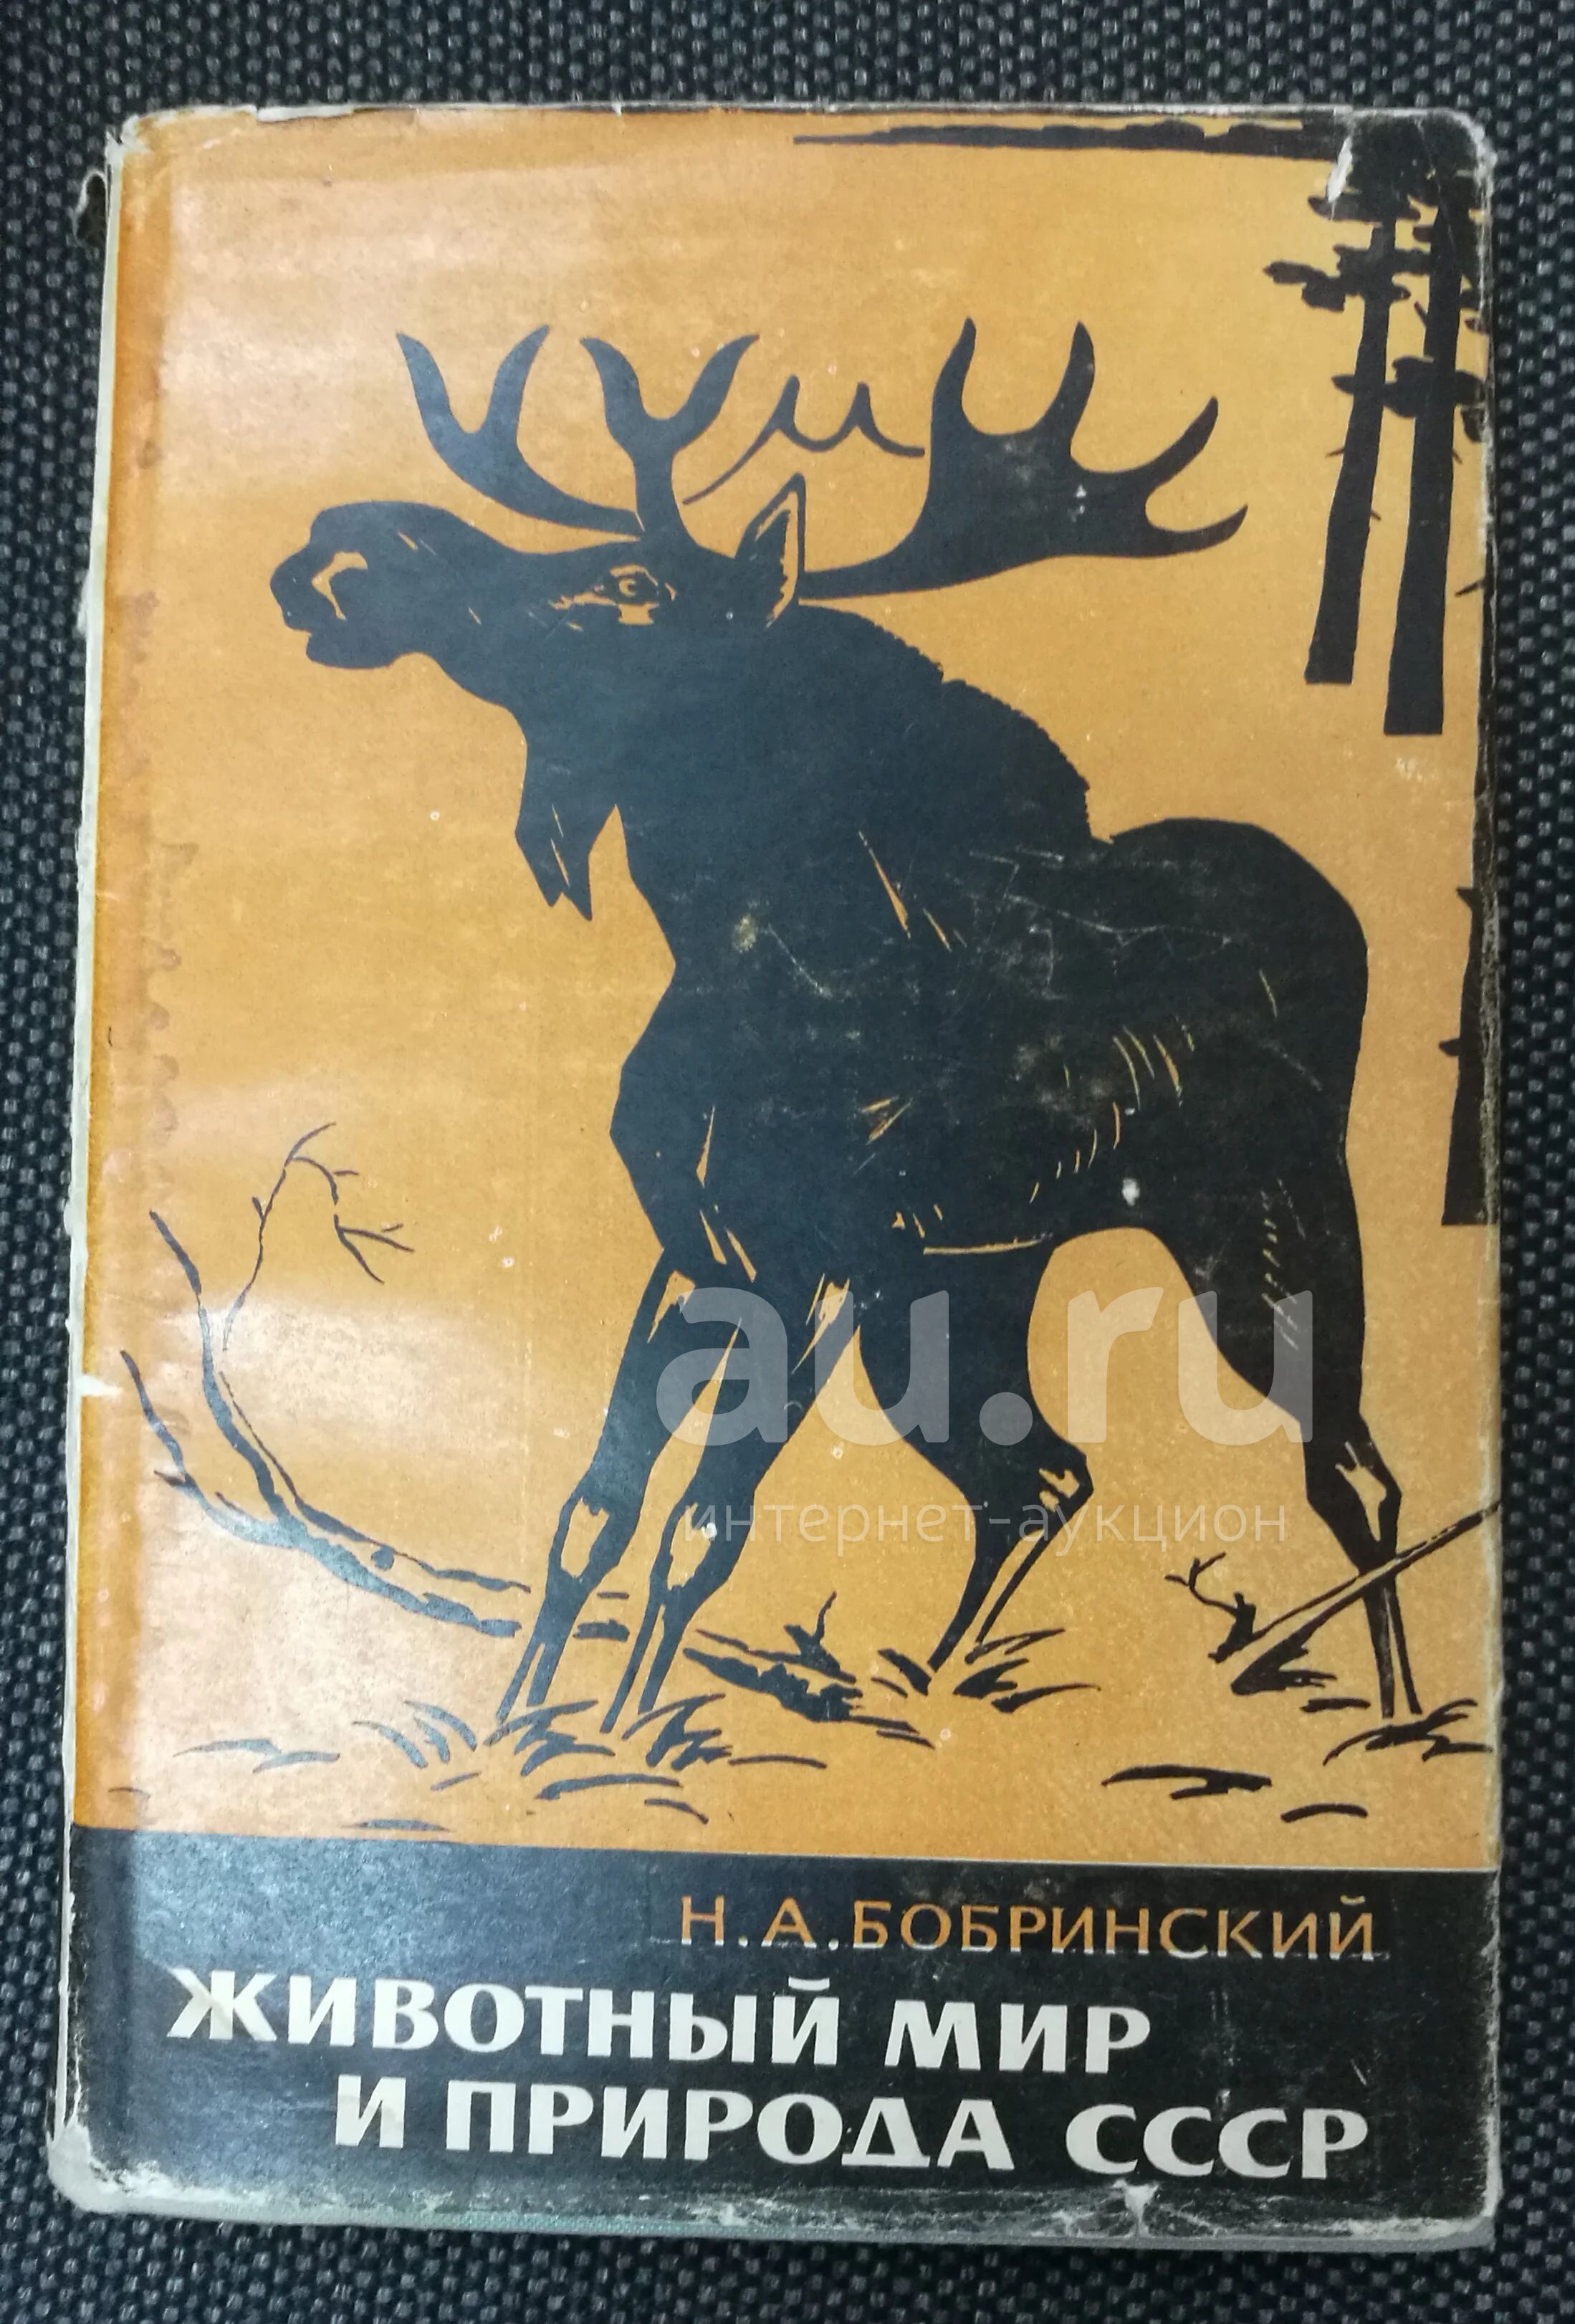 au.ru
интернет-аукцион
Н.А.БОБРИНСКИЙ
ЖИВОТНЫЙ МИР
И ПРИРОДА СССР